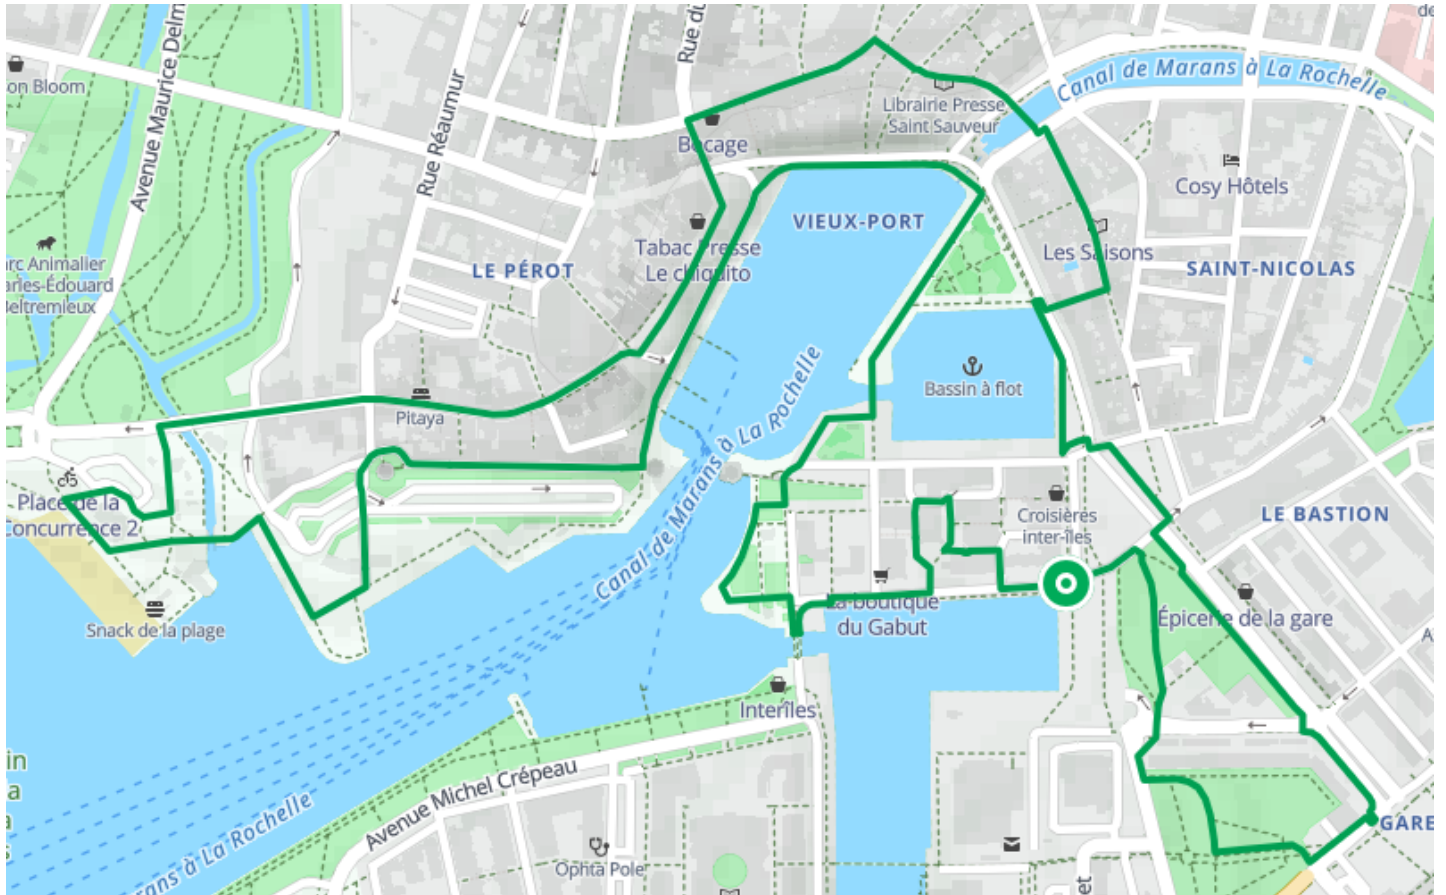 Rue du
on Bloom
Avenue Maurice Delm
Rue Réaumur
Bocage
Librairie Presse
Saint Sauveur
Canal de Marans à La Rochelle
Cosy Hôtels
VIEUX-PORT
Tabac Presse
Le chiquito
LE PÉROT
Les Saisons
SAINT-NICOLAS
arc Animalier
arles-Édouard
Beltremieux
Pitaya
Bassin à flot
Canal de Marans à La Rochelle
Place de la
Concurrence 2
Croisières
inter-îles
LE BASTION
Snack de la plage
La boutique
du Gabut
Épicerie de la gare
Interîles
in
a
a
s
Avenue Michel Crépeau
arans à La Rochelle
GARE
Ophta Pole
et